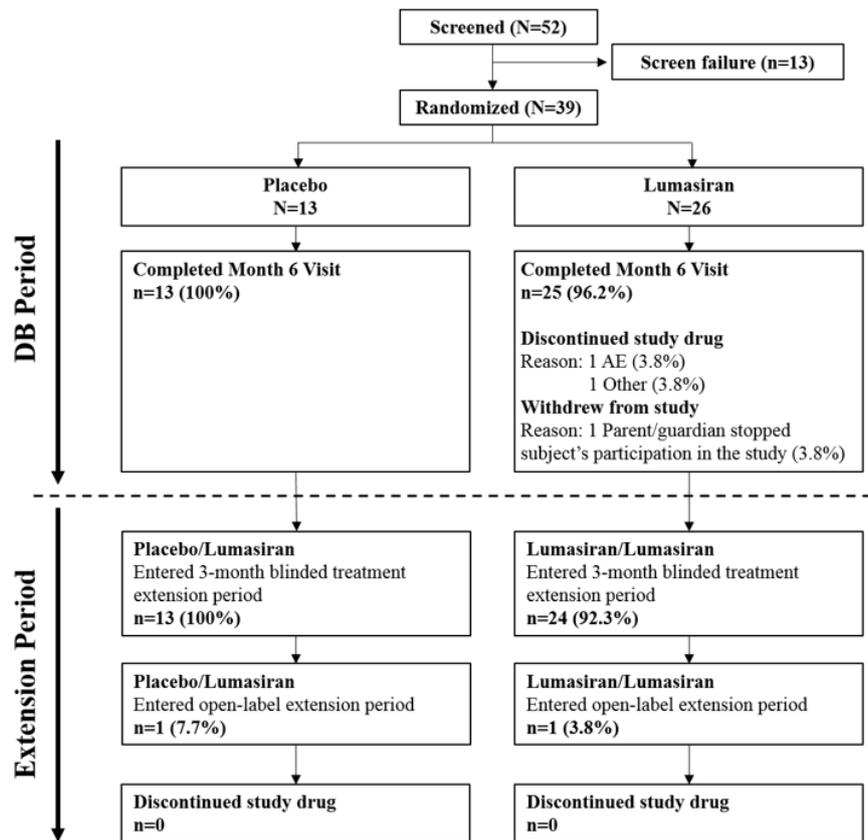 Screened (N=52)
Screen failure (n=13)
Randomized (N=39)
DB Period
Placebo
N=13
Lumasiran
N=26
Completed Month 6 Visit
n=13 (100%)
Completed Month 6 Visit
n=25 (96.2%)
Discontinued study drug
Reason: 1 AE (3.8%)
1 Other (3.8%)
Withdrew from study
Reason: 1 Parent/guardian stopped
subject's participation in the study (3.8%)
Extension Period
Placebo/Lumasiran
Entered 3-month blinded treatment
extension period
n=13 (100%)
Lumasiran/Lumasiran
Entered 3-month blinded treatment
extension period
n=24 (92.3%)
Placebo/Lumasiran
Entered open-label extension period
n=1 (7.7%)
Lumasiran/Lumasiran
Entered open-label extension period
n=1 (3.8%)
Discontinued study drug
n=0
Discontinued study drug
n=0